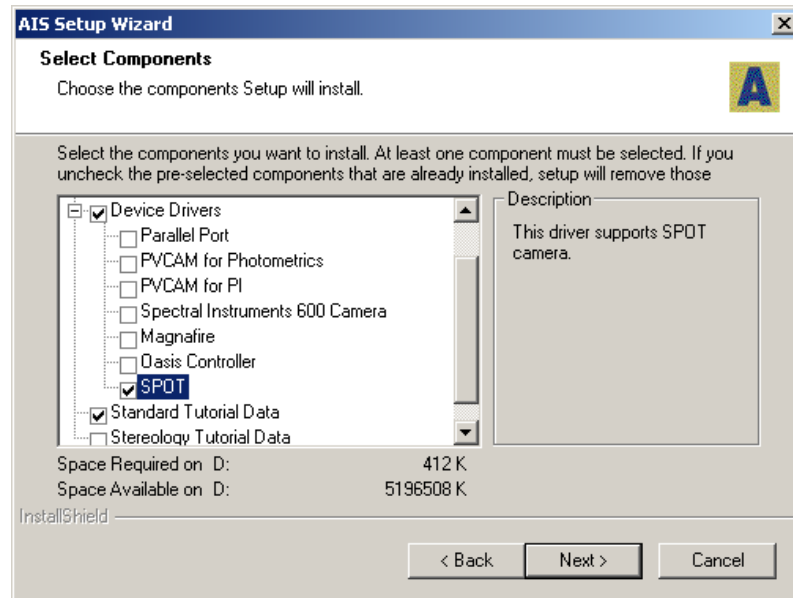 AIS Setup Wizard
Select Components
Choose the components Setup will install.
A
Select the components you want to install. At least one component must be selected. If you
uncheck the pre-selected components that are already installed, setup will remove those
Device Drivers
Parallel Port
PVCAM for Photometrics
PVCAM for PI
Spectral Instruments 600 Camera
Magnafire
Oasis Controller
SPOT
Standard Tutorial Data
Stereology Tutorial Data
Description
This driver supports SPOT
camera.
Space Required on D: 412 K
Space Available on D: 5196508 K
InstallShield
< Back Next > Cancel